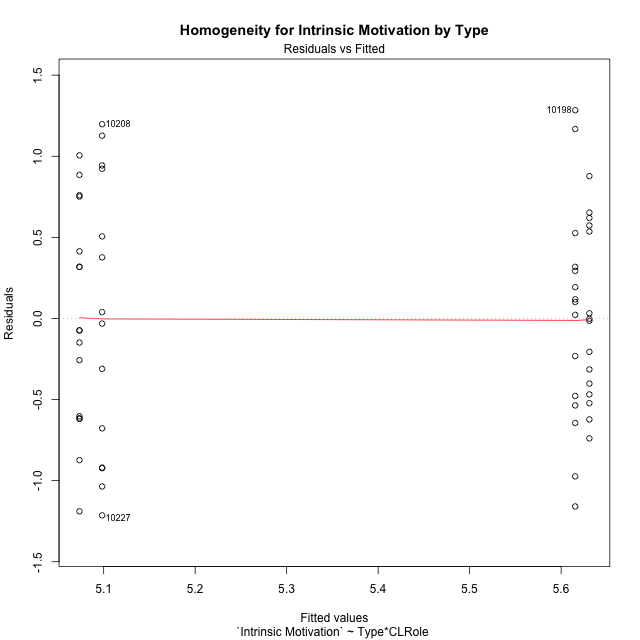 Homogeneity for Intrinsic Motivation by Type
Residuals vs Fitted
1.5
1.0
0.5
0.0
-0.5
-1.0
-1.5
Residuals
10208
10198
10227
5.1 5.2 5.3 5.4 5.5 5.6
Fitted values
`Intrinsic Motivation` ~ Type*CLRole